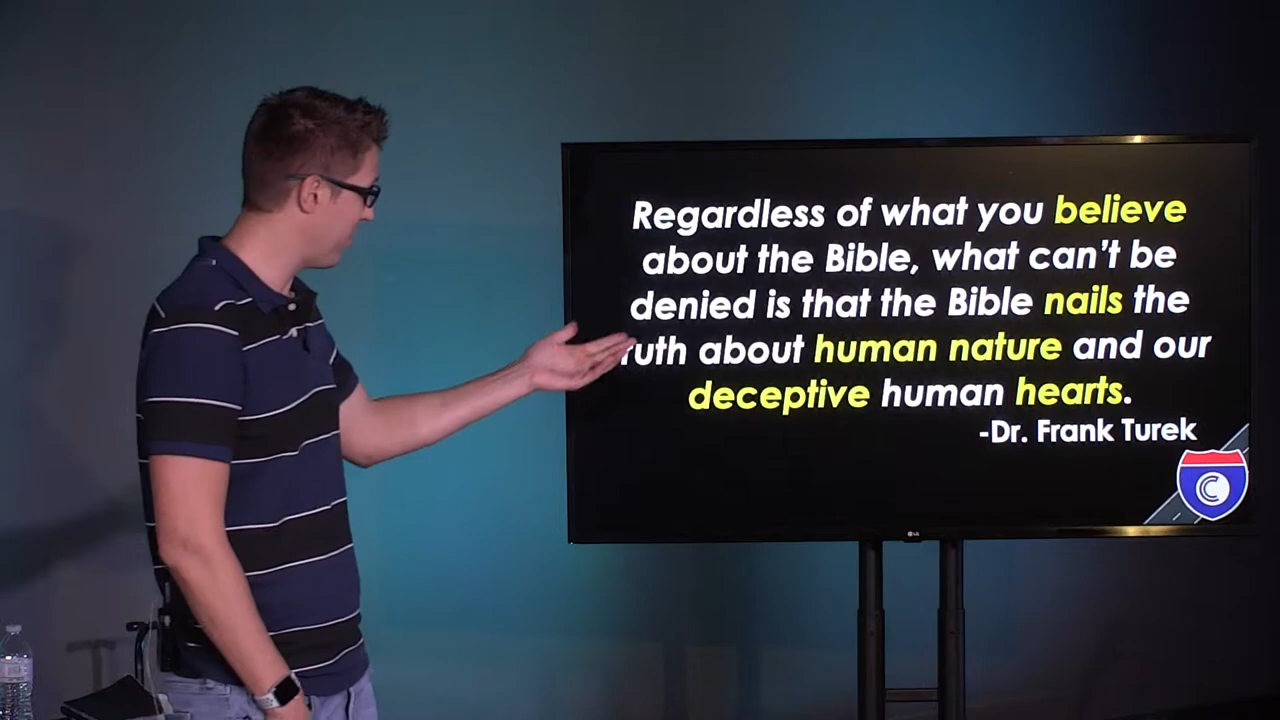 Regardless of what you believe
about the Bible, what can't be
denied is that the Bible nails the
about human nature and our
deceptive human hearts.
-Dr. Frank Turek
C
LG